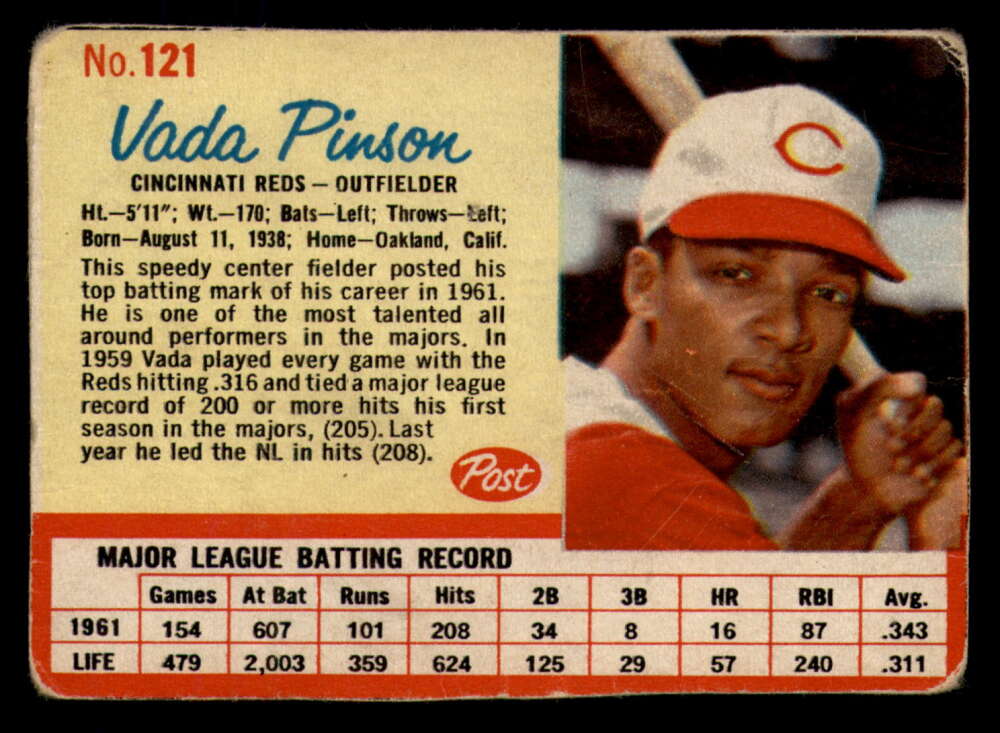 No. 121
Vada Pinson
CINCINNATI REDS – OUTFIELDER
Ht.—5'11"; Wt.—170; Bats—Left; Throws—Left;
Born—August 11, 1938; Home—Oakland, Calif.
This speedy center fielder posted his
top batting mark of his career in 1961.
He is one of the most talented all
around performers in the majors. In
1959 Vada played every game with the
Reds hitting .316 and tied a major league
record of 200 or more hits his first
season in the majors, (205). Last
year he led the NL in hits (208).
Post
C
MAJOR LEAGUE BATTING RECORD
Games At Bat Runs Hits 2B 3B HR RBI Avg.
1961 154 607 101 208 34 8 16 87 .343
LIFE 479 2,003 359 624 125 29 57 240 .311